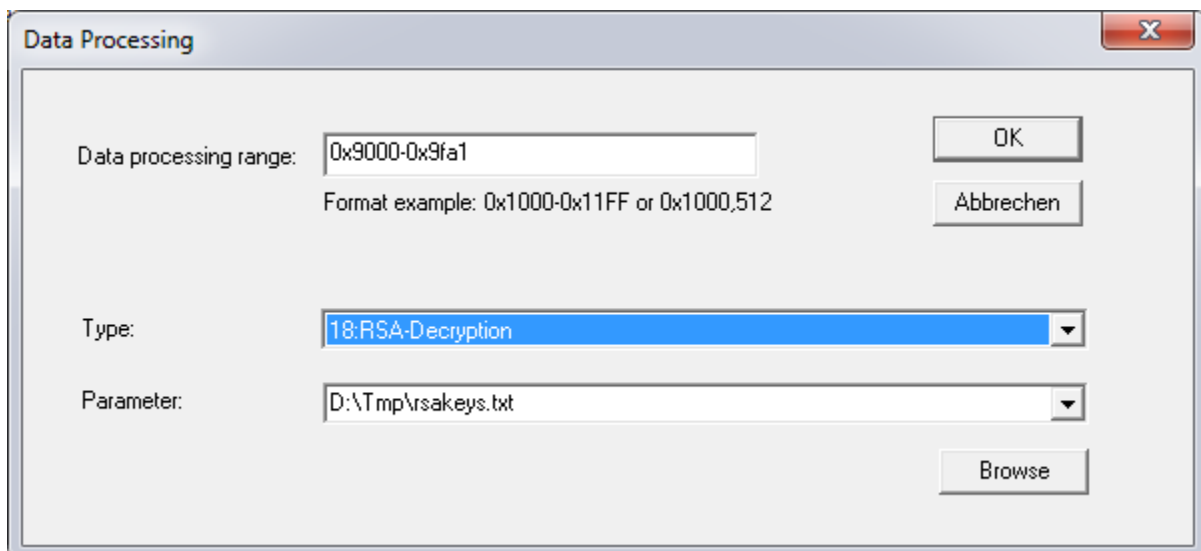 Data Processing
Data processing range: 0x9000-0x9fa1 OK
Format example: 0x1000-0x11FF or 0x1000,512 Abbrechen
Type: 18:RSA-Decryption
Parameter: D:\Tmp\rsakeys.txt
Browse